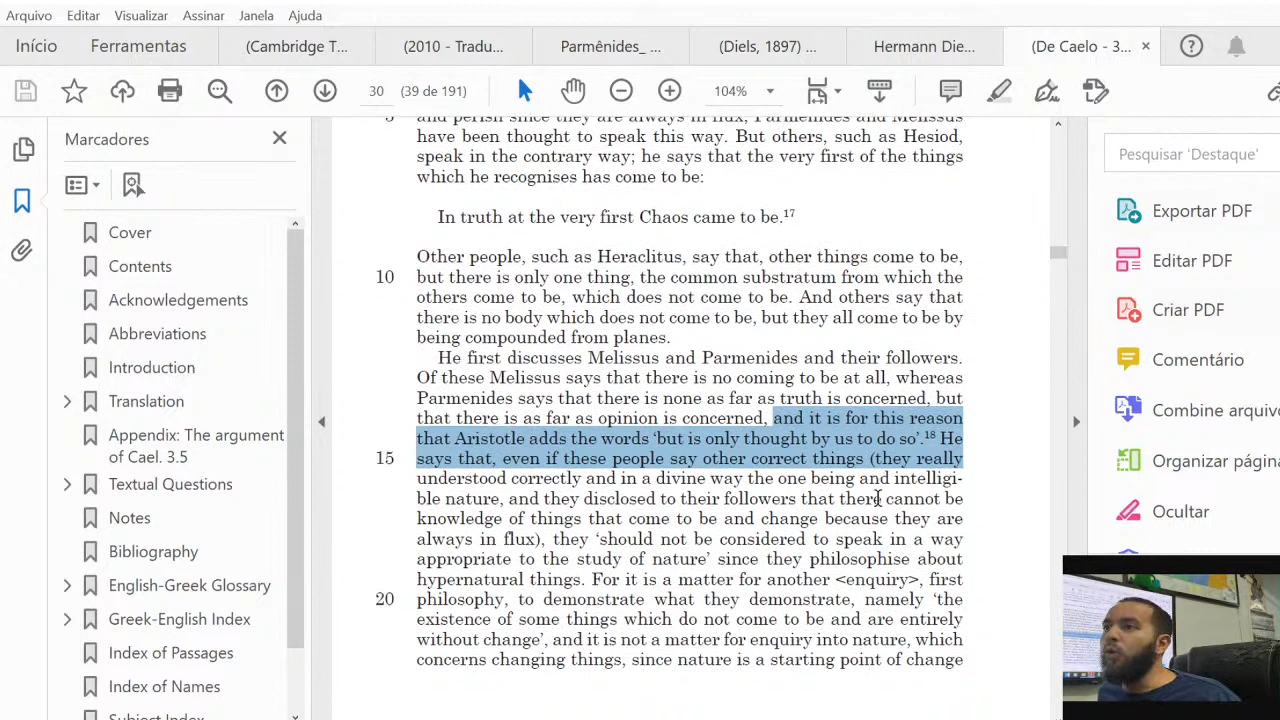 Arquivo Editar Visualizar Assinar Janela Ajuda
Início Ferramentas (Cambridge T... (2010 - Tradu... Parmênides_ ... (Diels, 1897) ... Hermann Die... (De Caelo - 3...
30 (39 de 191) 104%
Marcadores
Cover
Contents
Acknowledgements
Abbreviations
Introduction
Translation
Appendix: The argument
of Cael. 3.5
Textual Questions
Notes
Bibliography
English-Greek Glossary
Greek-English Index
Index of Passages
Index of Names
Subject Index
and perish since they are always in flux, Parmenides and Melissus
have been thought to speak this way. But others, such as Hesiod,
speak in the contrary way; he says that the very first of the things
which he recognises has come to be:
In truth at the very first Chaos came to be.17
Other people, such as Heraclitus, say that, other things come to be,
10 but there is only one thing, the common substratum from which the
others come to be, which does not come to be. And others say that
there is no body which does not come to be, but they all come to be by
being compounded from planes.
He first discusses Melissus and Parmenides and their followers.
Of these Melissus says that there is no coming to be at all, whereas
Parmenides says that there is none as far as truth is concerned, but
that there is as far as opinion is concerned, and it is for this reason
that Aristotle adds the words ‘but is only thought by us to do so’.18 He
15 says that, even if these people say other correct things (they really
understood correctly and in a divine way the one being and intelligi-
ble nature, and they disclosed to their followers that there cannot be
knowledge of things that come to be and change because they are
always in flux), they ‘should not be considered to speak in a way
appropriate to the study of nature’ since they philosophise about
hypernatural things. For it is a matter for another <enquiry>, first
20 philosophy, to demonstrate what they demonstrate, namely ‘the
existence of some things which do not come to be and are entirely
without change’, and it is not a matter for enquiry into nature, which
concerns changing things, since nature is a starting point of change
Pesquisar 'Destaque'
Exportar PDF
Editar PDF
Criar PDF
Comentário
Combine arquivo
Organizar página
Ocultar